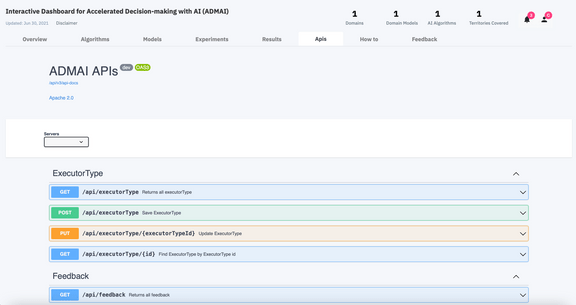 Interactive Dashboard for Accelerated Decision-making with AI (ADMAI)
Updated: Jun 30, 2022 Disclaimer
1 Domains
1 Domain Models
1 AI Algorithms
1 Territories Covered
Overview Algorithms Models Experiments Results Apis How to Feedback
ADMAI APIs dev OAS3
/api/v3/api-docs
Apache 2.0
Servers
ExecutorType
GET /api/executorType Returns all executorType
POST /api/executorType Save ExecutorType
PUT /api/executorType/{executorTypeId} Update ExecutorType
GET /api/executorType/{id} Find ExecutorType by ExecutorType id
Feedback
GET /api/feedback Returns all feedback